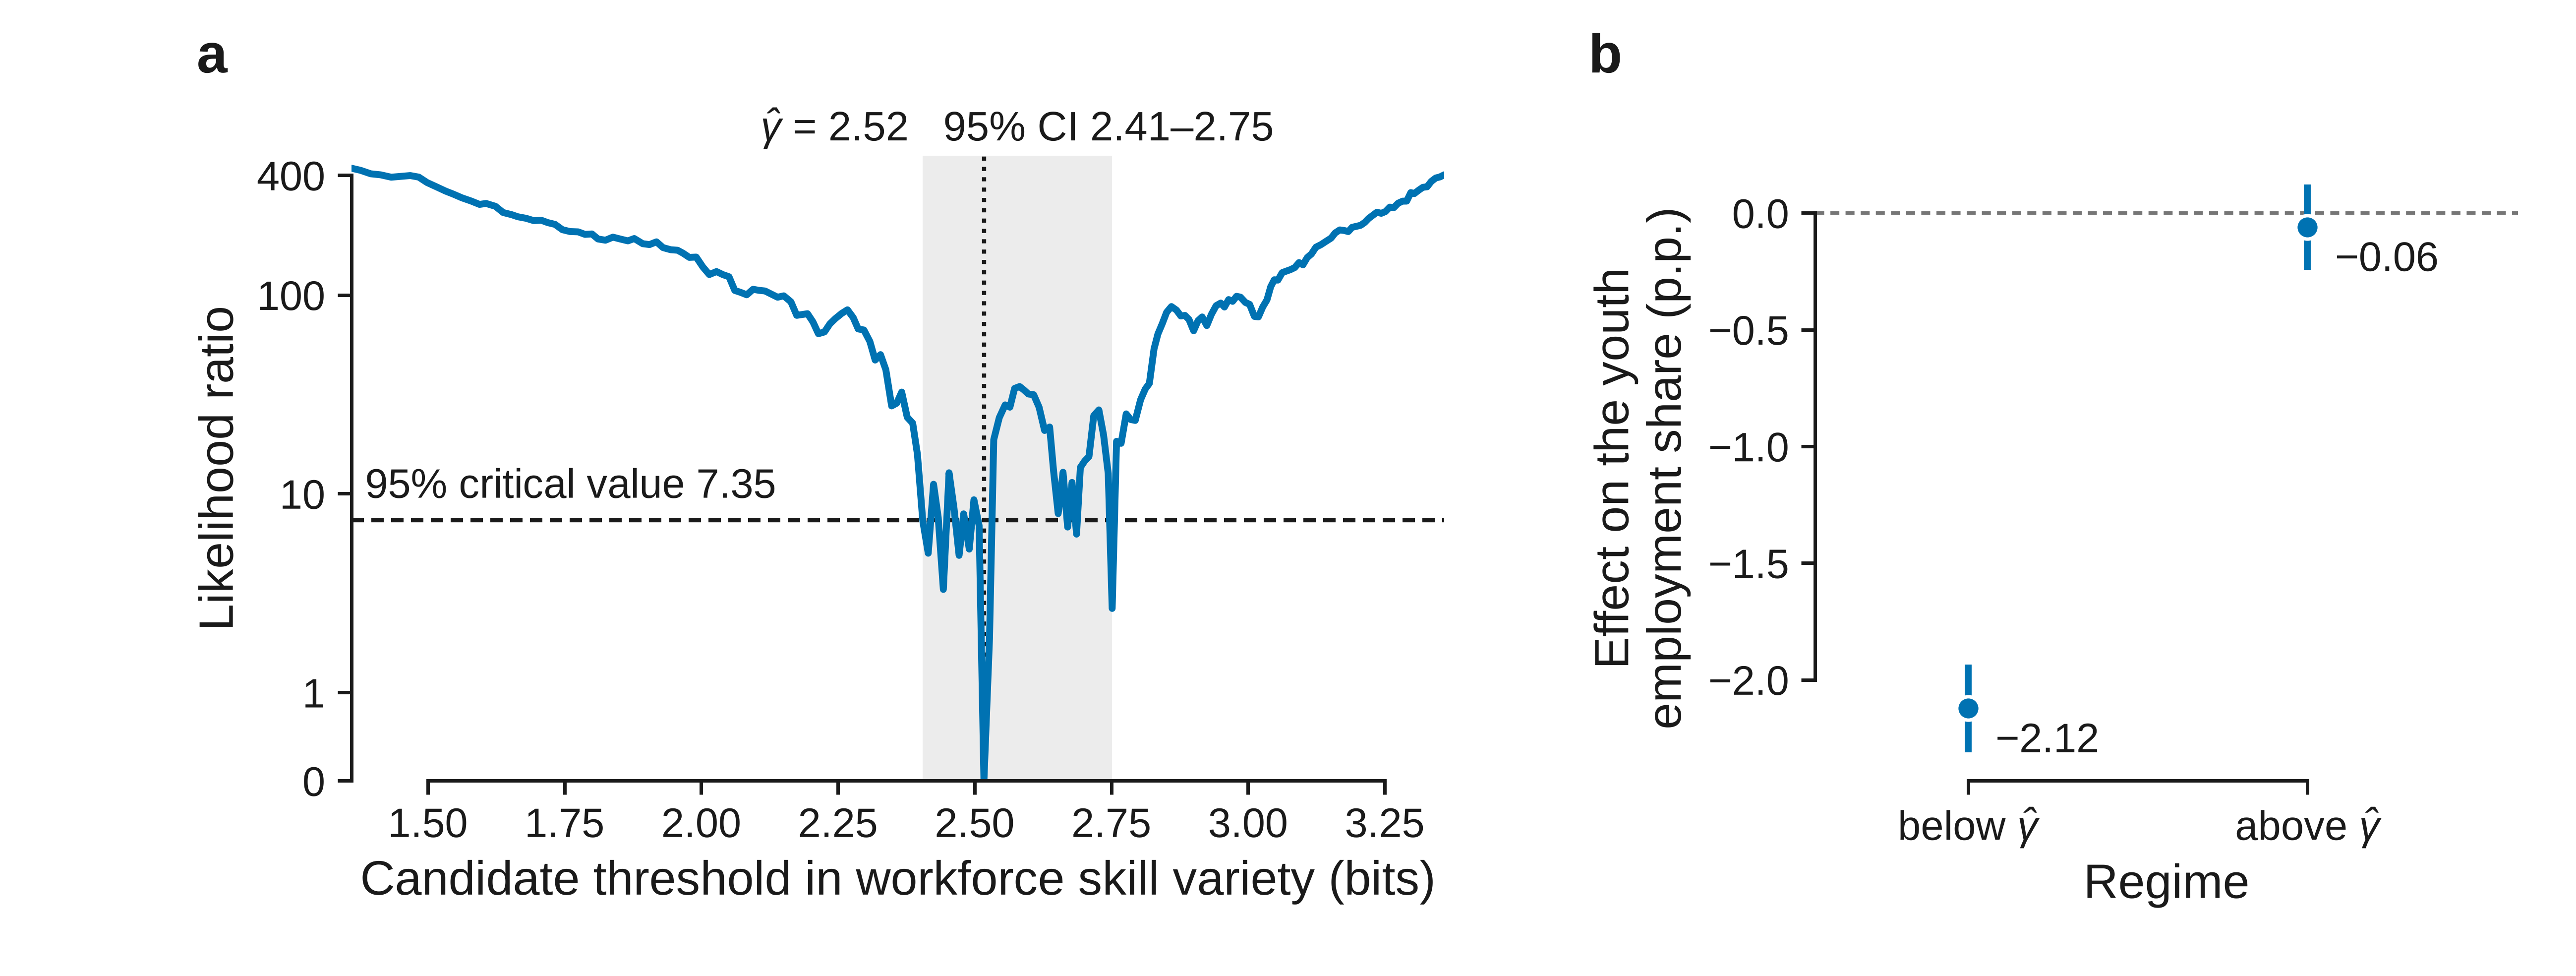 a
γ̂ = 2.52 95% CI 2.41–2.75
400
100
10
1
0
Likelihood ratio
95% critical value 7.35
1.50 1.75 2.00 2.25 2.50 2.75 3.00 3.25
Candidate threshold in workforce skill variety (bits)
b
Effect on the youth
employment share (p.p.)
0.0
−0.5
−1.0
−1.5
−2.0
−0.06
−2.12
below γ̂ above γ̂
Regime